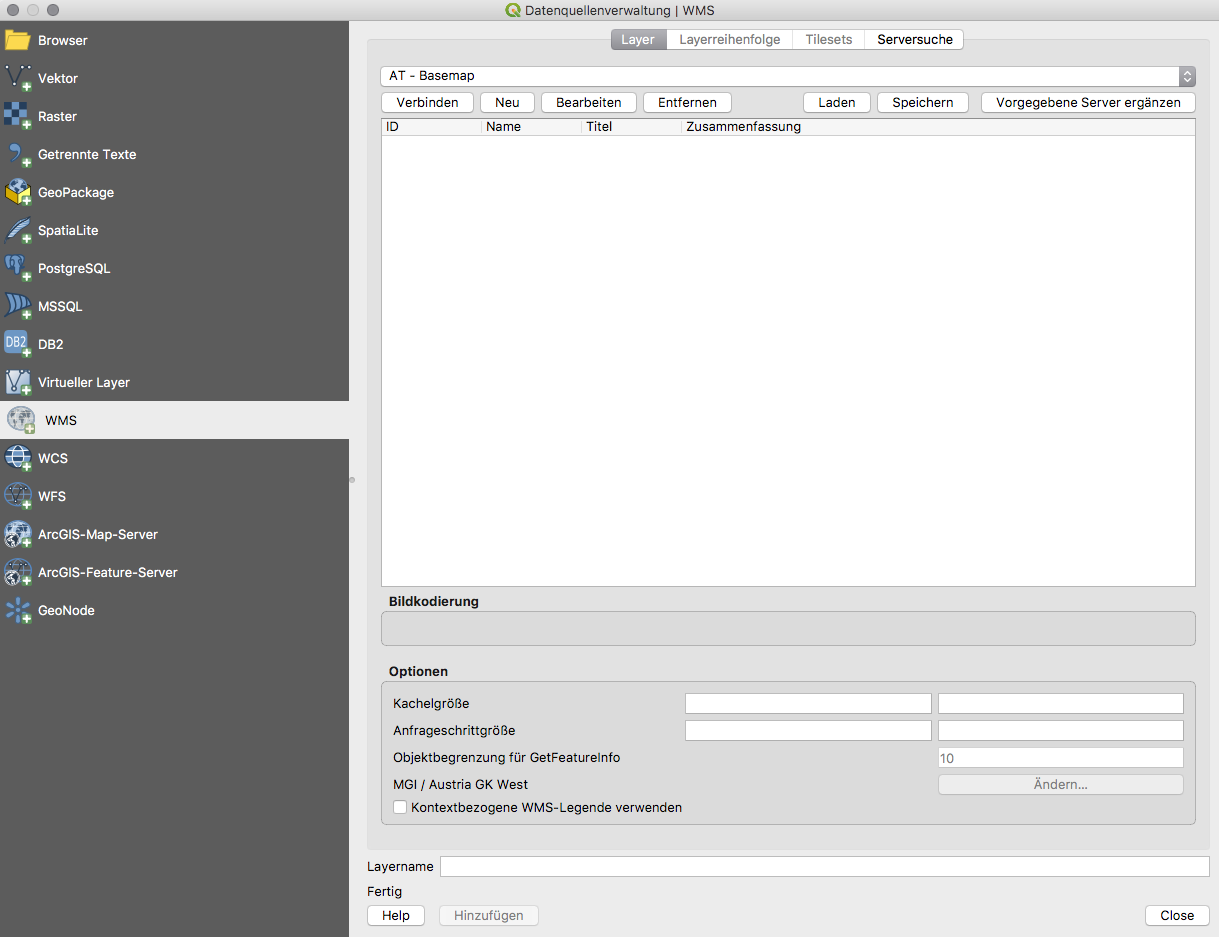 Datenquellenverwaltung | WMS
Browser
Vektor
Raster
Getrennte Texte
GeoPackage
SpatiaLite
PostgreSQL
MSSQL
DB2 DB2
Virtueller Layer
WMS
WCS
WFS
ArcGIS-Map-Server
ArcGIS-Feature-Server
GeoNode
Layer Layerreihenfolge Tilesets Serversuche
AT - Basemap
Verbinden Neu Bearbeiten Entfernen Laden Speichern Vorgegebene Server ergänzen
ID Name Titel Zusammenfassung
Bildkodierung
Optionen
Kachelgröße
Anfrageschrittgröße
Objektbegrenzung für GetFeatureInfo 10
MGI / Austria GK West Ändern...
Kontextbezogene WMS-Legende verwenden
Layername
Fertig
Help Hinzufügen Close